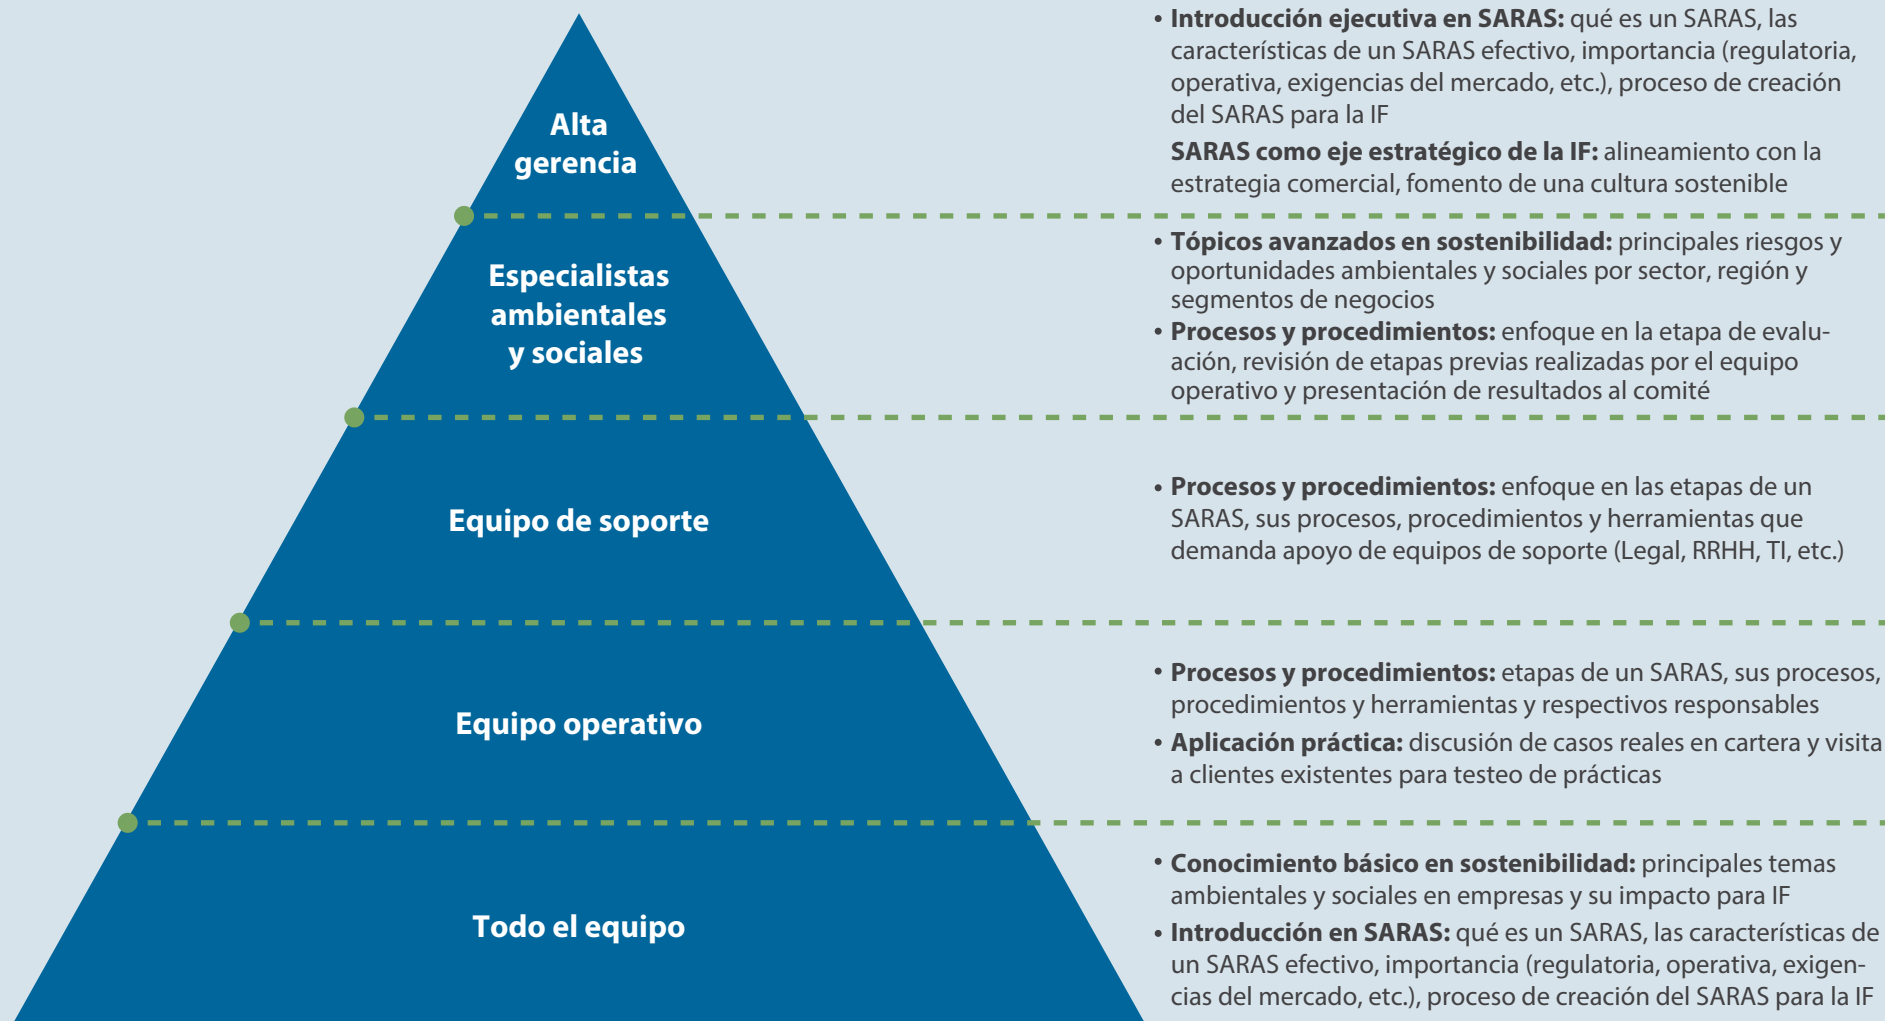 Alta
gerencia
• Introducción ejecutiva en SARAS: qué es un SARAS, las
características de un SARAS efectivo, importancia (regulatoria,
operativa, exigencias del mercado, etc.), proceso de creación
del SARAS para la IF
SARAS como eje estratégico de la IF: alineamiento con la
estrategia comercial, fomento de una cultura sostenible
Especialistas
ambientales
y sociales
• Tópicos avanzados en sostenibilidad: principales riesgos y
oportunidades ambientales y sociales por sector, región y
segmentos de negocios
• Procesos y procedimientos: enfoque en la etapa de evalu-
ación, revisión de etapas previas realizadas por el equipo
operativo y presentación de resultados al comité
Equipo de soporte
• Procesos y procedimientos: enfoque en las etapas de un
SARAS, sus procesos, procedimientos y herramientas que
demanda apoyo de equipos de soporte (Legal, RRHH, TI, etc.)
Equipo operativo
• Procesos y procedimientos: etapas de un SARAS, sus procesos,
procedimientos y herramientas y respectivos responsables
• Aplicación práctica: discusión de casos reales en cartera y visita
a clientes existentes para testeo de prácticas
Todo el equipo
• Conocimiento básico en sostenibilidad: principales temas
ambientales y sociales en empresas y su impacto para IF
• Introducción en SARAS: qué es un SARAS, las características de
un SARAS efectivo, importancia (regulatoria, operativa, exigen-
cias del mercado, etc.), proceso de creación del SARAS para la IF